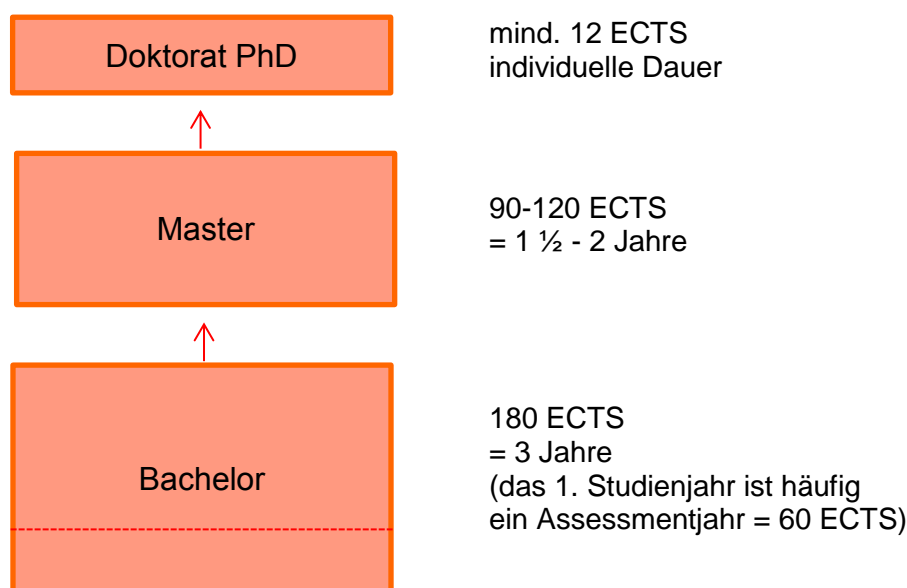 Doktorat PhD
mind. 12 ECTS
individuelle Dauer
Master
90-120 ECTS
= 1 ½ - 2 Jahre
Bachelor
180 ECTS
= 3 Jahre
(das 1. Studienjahr ist häufig
ein Assessmentjahr = 60 ECTS)